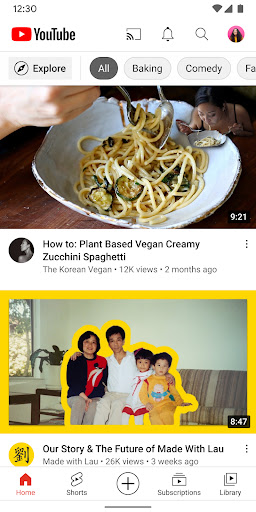 12:30
YouTube
Explore
All
Baking
Comedy
Fa
9:21
How to: Plant Based Vegan Creamy
Zucchini Spaghetti
The Korean Vegan • 12K views • 2 months ago
8:47
劉
Our Story & The Future of Made With Lau
Made with Lau • 26K views • 3 weeks ago
Home
Shorts
Subscriptions
Library